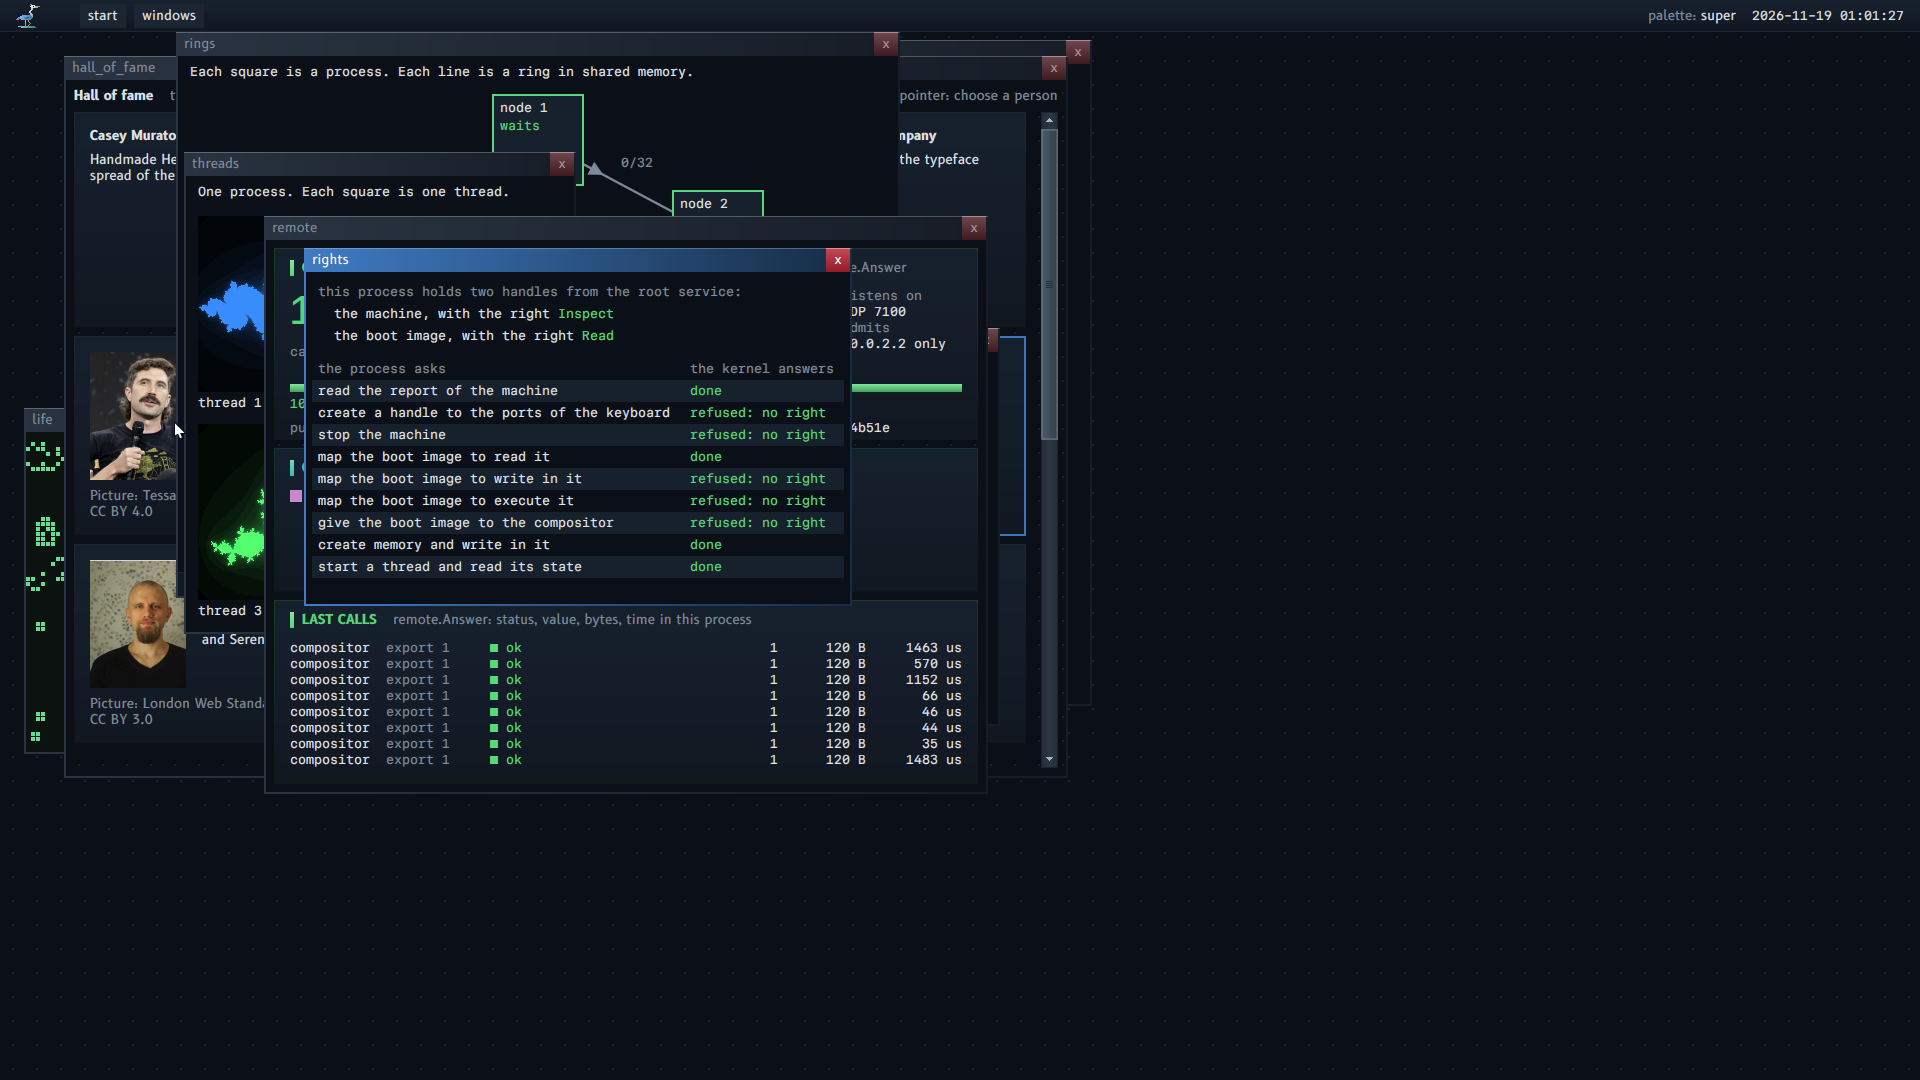 start windows palette: super 2026-11-19 01:01:27
rings x
x
hall_of_fame
x
Each square is a process. Each line is a ring in shared memory.
Hall of fame
pointer: choose a person
node 1
waits
Casey Murato
Handmade He
spread of the
mpany
the typeface
threads x
0/32
One process. Each square is one thread.
node 2
remote x
rights x
.Answer
this process holds two handles from the root service:
the machine, with the right Inspect
the boot image, with the right Read
istens on
DP 7100
dmits
0.0.2.2 only
the process asks the kernel answers
read the report of the machine done
create a handle to the ports of the keyboard refused: no right
stop the machine refused: no right
map the boot image to read it done
map the boot image to write in it refused: no right
map the boot image to execute it refused: no right
give the boot image to the compositor refused: no right
create memory and write in it done
start a thread and read its state done
ca
10
pu
4b51e
thread 1
life
Picture: Tessa
CC BY 4.0
thread 3
and Seren
Picture: London Web Standa
CC BY 3.0
LAST CALLS remote.Answer: status, value, bytes, time in this process
compositor export 1 ok 1 120 B 1463 us
compositor export 1 ok 1 120 B 570 us
compositor export 1 ok 1 120 B 1152 us
compositor export 1 ok 1 120 B 66 us
compositor export 1 ok 1 120 B 46 us
compositor export 1 ok 1 120 B 44 us
compositor export 1 ok 1 120 B 35 us
compositor export 1 ok 1 120 B 1483 us